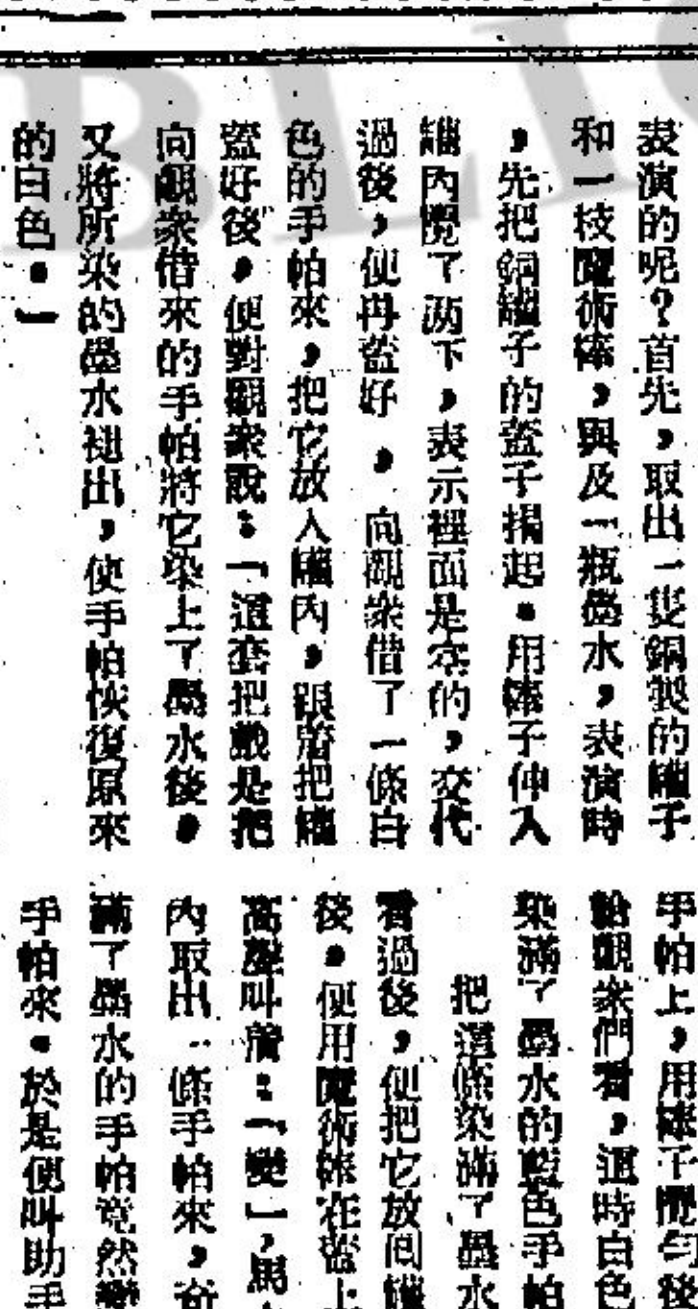 表演的呢?首先,取出一隻銅製的罐子
和一枝魔術棒,與及一瓶墨水,表演時
,先把銅罐子的蓋子揭起。用棒子伸入
罐內攪了両下,表示裡面是空的,交代
過後,便再蓋好,向觀衆借了一條白
色的手帕來,把它放入罐內,跟着把罐
蓋好後,便對觀衆說:「這套把戲是把
向觀衆借來的手帕將它染上了墨水後,
又將所染的墨水褪出,使手帕恢復原來
的白色。」
手帕上,用棒子攪勻後
給觀衆們看,這時白色
染滿了墨水的藍色手帕
把這條染滿了墨水
看過後,便把它放回罐
後。便用魔術棒在蓋上
高聲叫着:「變」,馬
內取出一條手帕來,奇
滿了墨水的手帕竟然變
手帕來。於是便叫助手